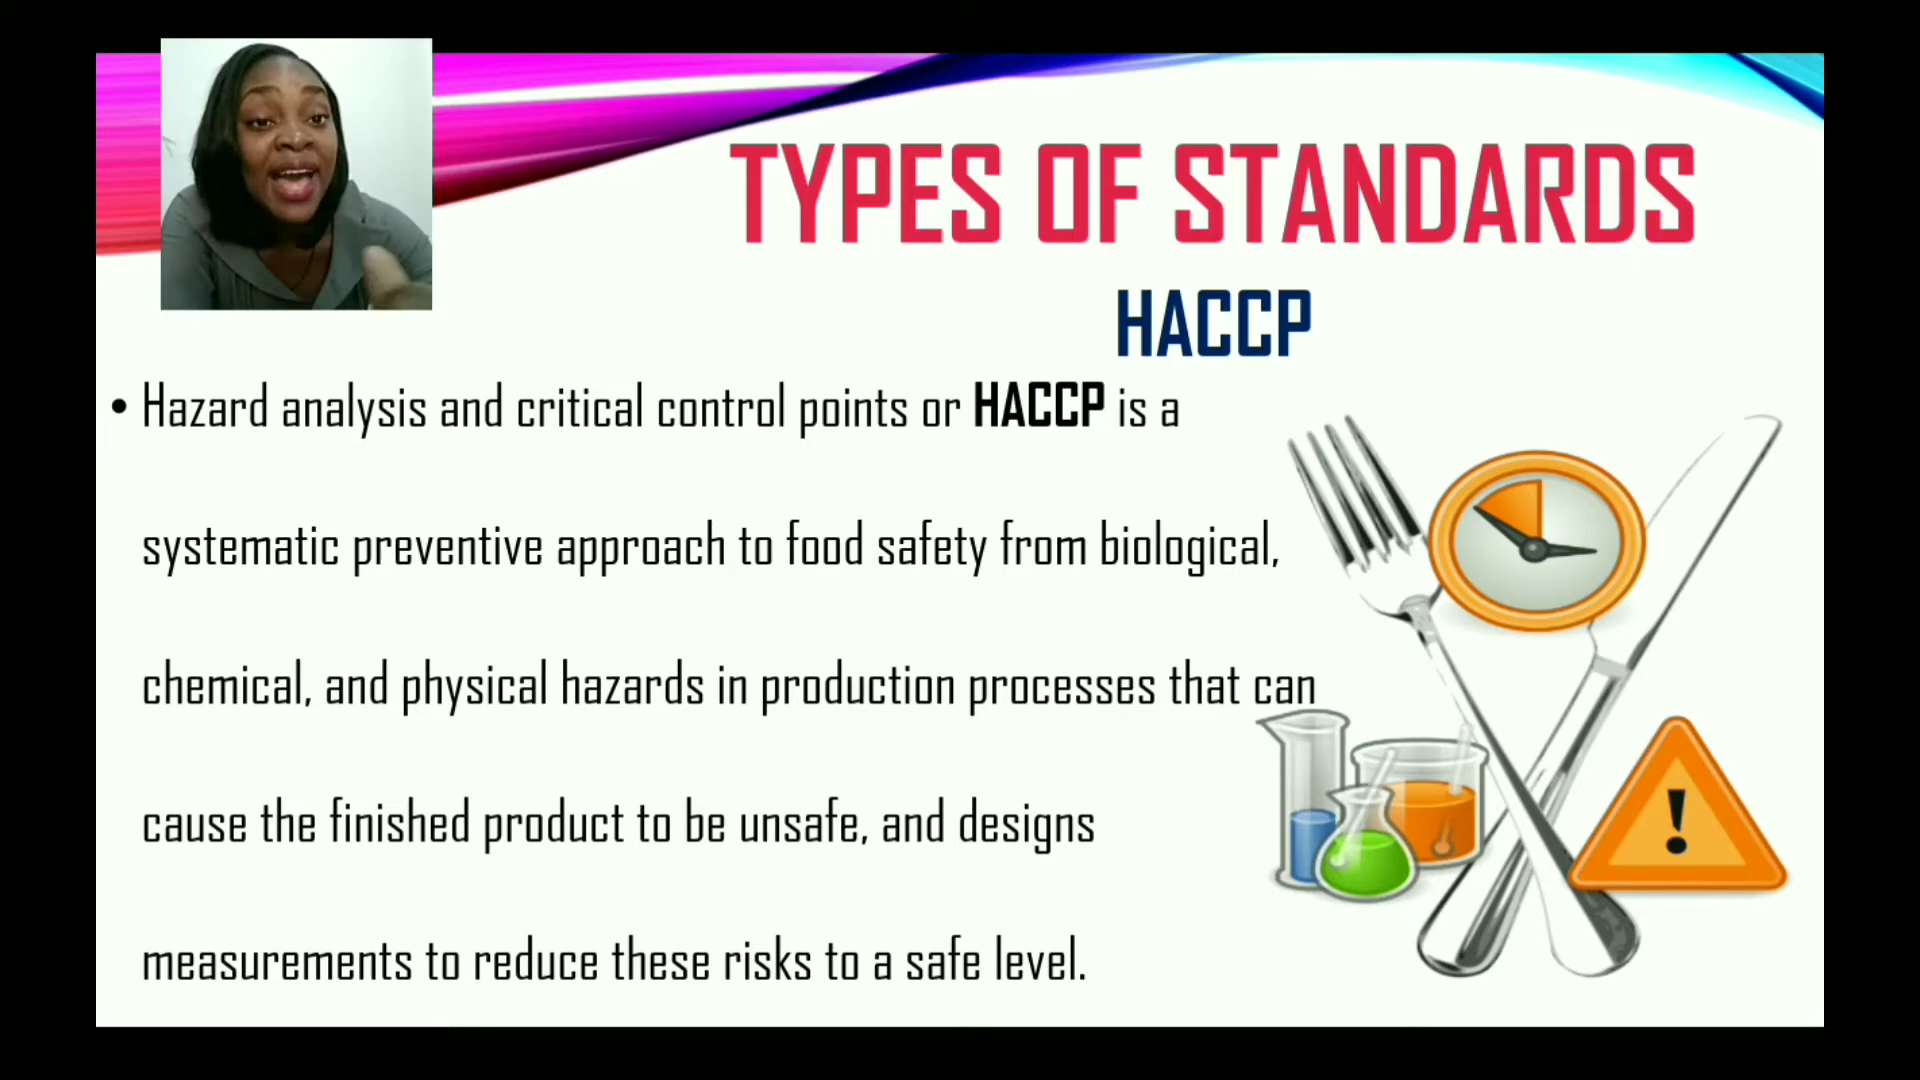 TYPES OF STANDARDS
HACCP
• Hazard analysis and critical control points or HACCP is a
systematic preventive approach to food safety from biological,
chemical, and physical hazards in production processes that can
cause the finished product to be unsafe, and designs
measurements to reduce these risks to a safe level.
!